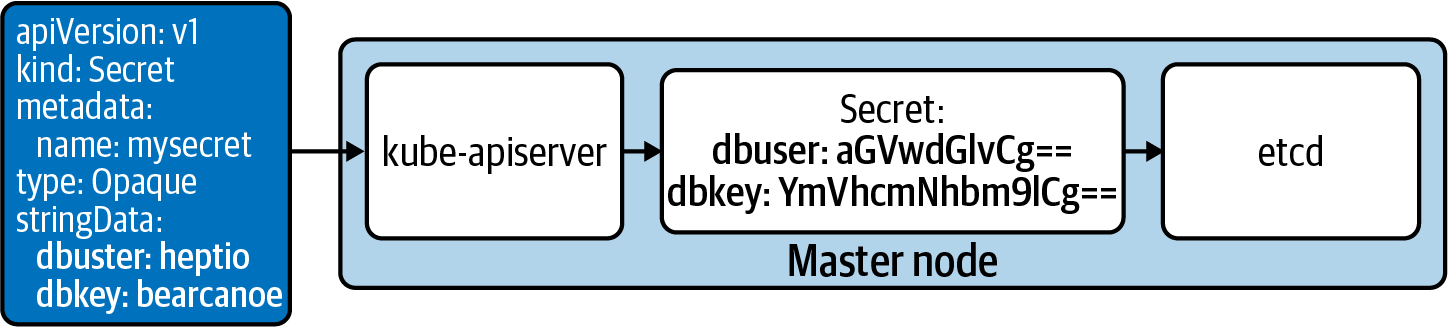 apiVersion: v1
kind: Secret
metadata:
name: mysecret
type: Opaque
stringData:
dbuster: heptio
dbkey: bearcanoe
kube-apiserver
Secret:
dbuser: aGVwdGlvCg==
dbkey: YmVhcmNhbm9lCg==
etcd
Master node